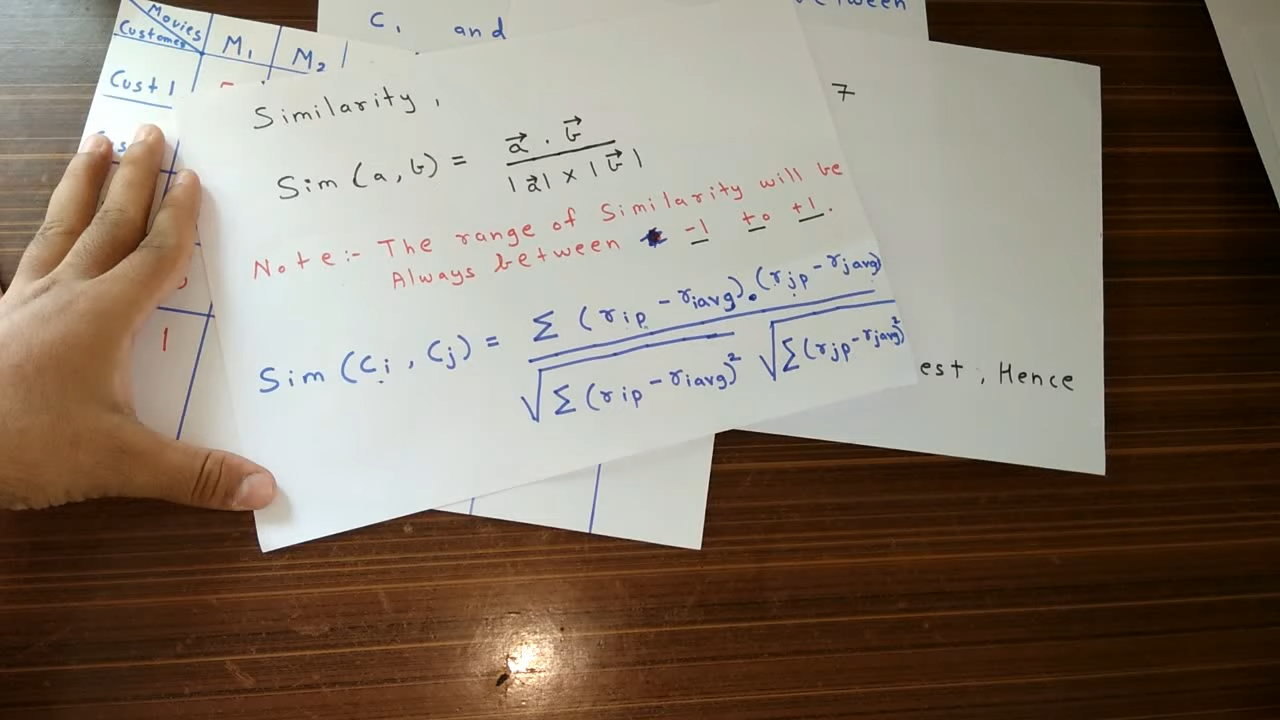 C₁ and
Movies
Customer
M₁ M₂
Cust 1
7
Similarity,
Sim (a, b) = a⃗ . b⃗ / |a⃗| × |b⃗|
Note:- The range of Similarity will be
Always between -1 to +1.
Sim (Cᵢ, Cⱼ) = Σ (rᵢₚ - rᵢavg) . (rⱼₚ - rⱼavg) / √Σ (rᵢₚ - rᵢavg)² √Σ(rⱼₚ - rⱼavg)²
1
est, Hence